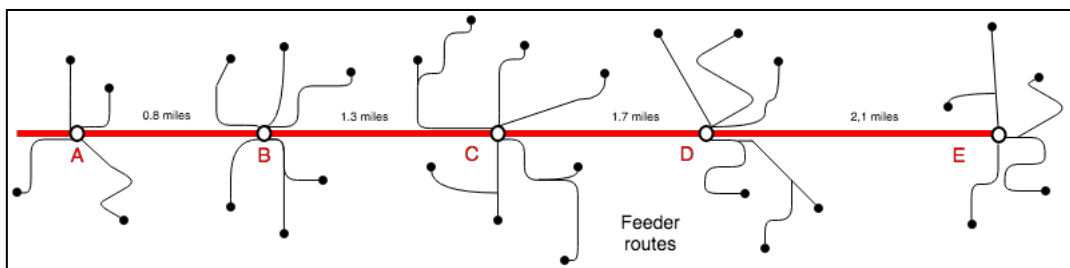 0.8 miles
1.3 miles
1.7 miles
2,1 miles
A
B
C
D
E
Feeder
routes